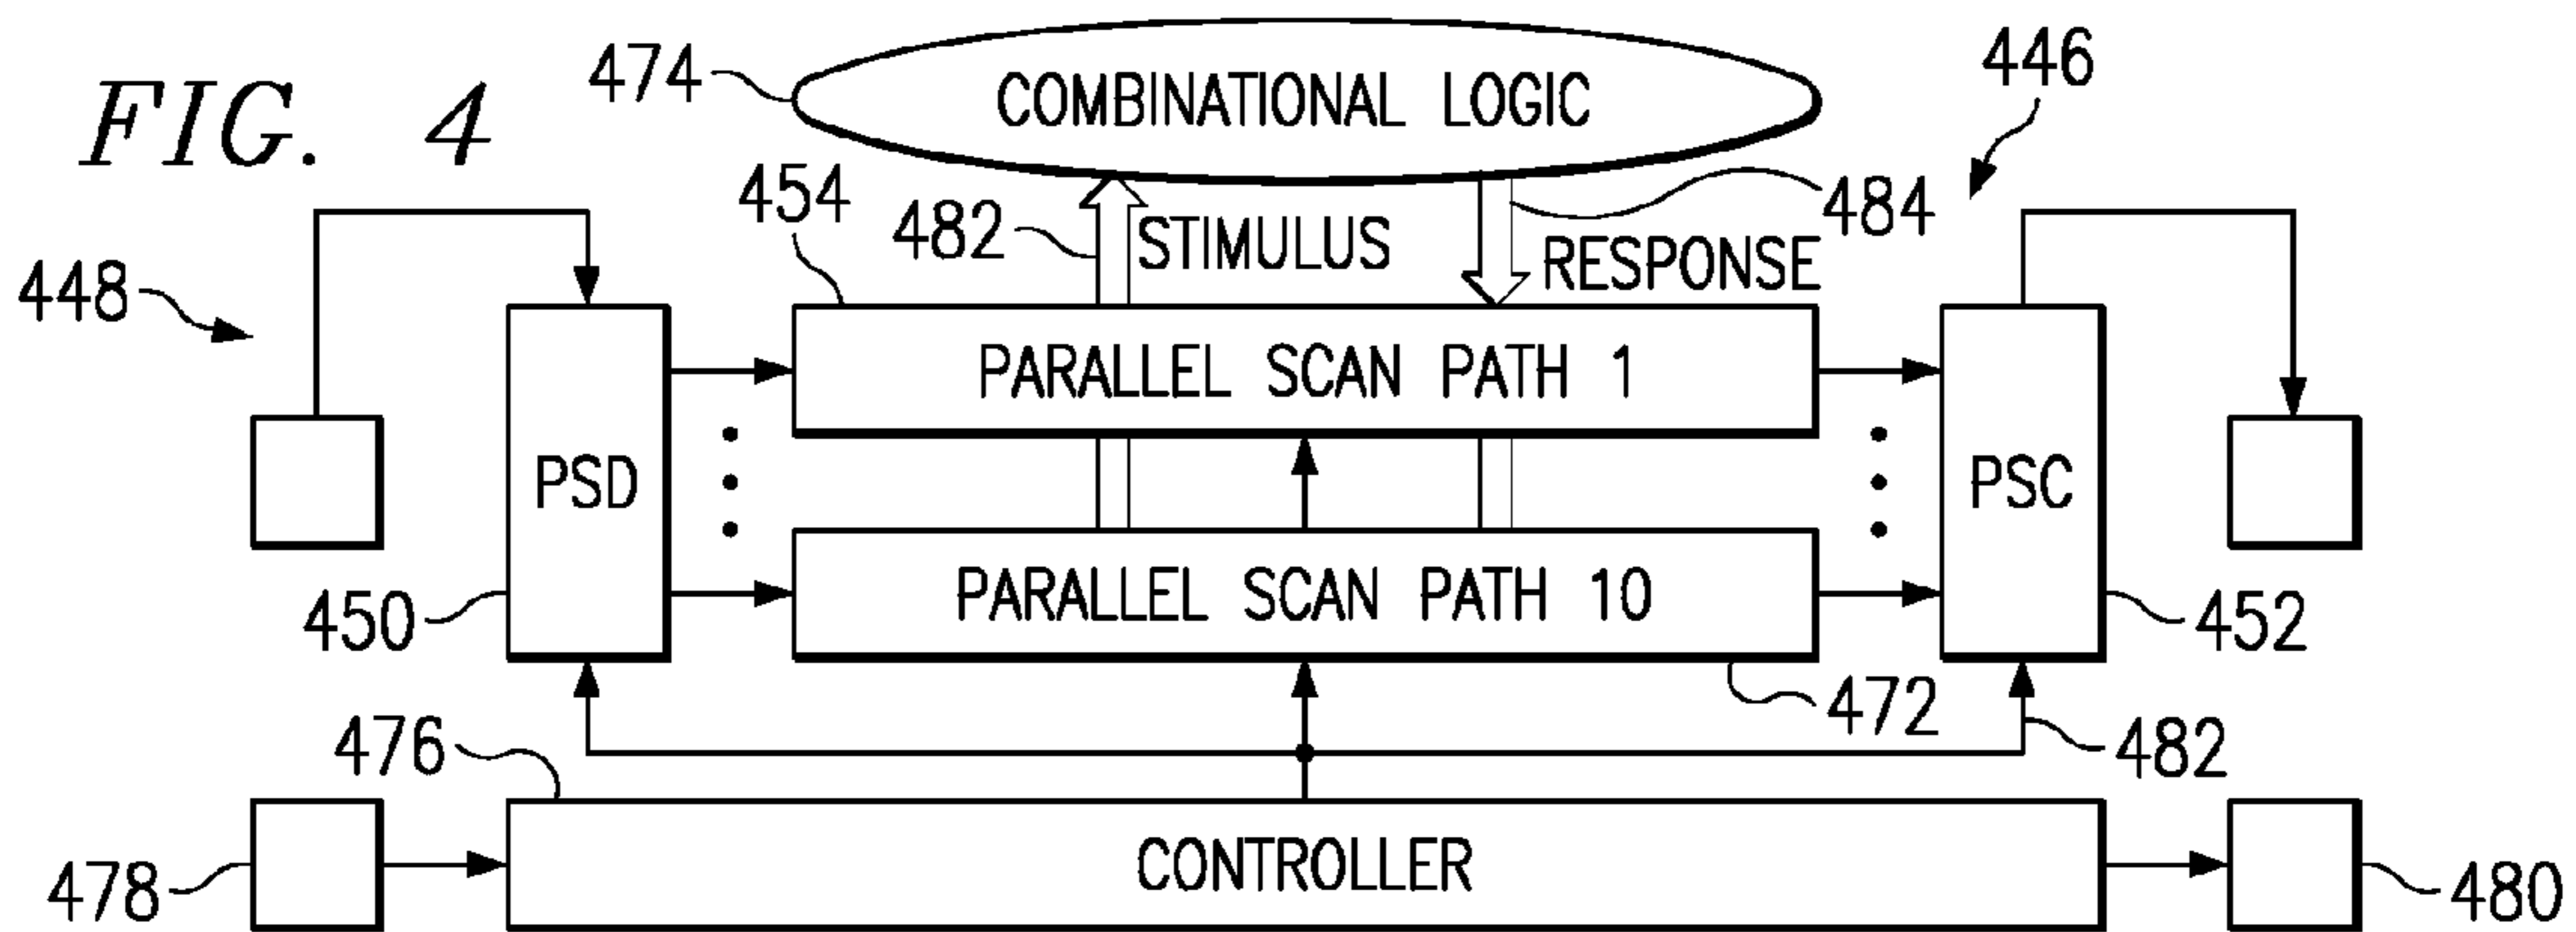 FIG. 4
474
COMBINATIONAL LOGIC
446
454
482
STIMULUS
484
RESPONSE
448
PARALLEL SCAN PATH 1
PSD
PSC
PARALLEL SCAN PATH 10
450
452
472
476
482
478
CONTROLLER
480